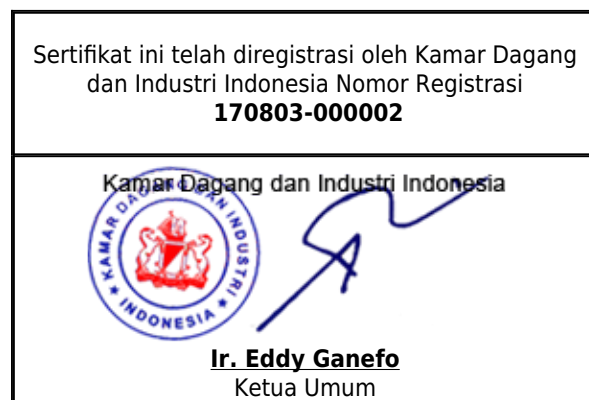 Sertifikat ini telah diregistrasi oleh Kamar Dagang
dan Industri Indonesia Nomor Registrasi
170803-000002
Kamar Dagang dan Industri Indonesia
KAMAR DAGANG DAN INDUSTRI
INDONESIA
Ir. Eddy Ganefo
Ketua Umum